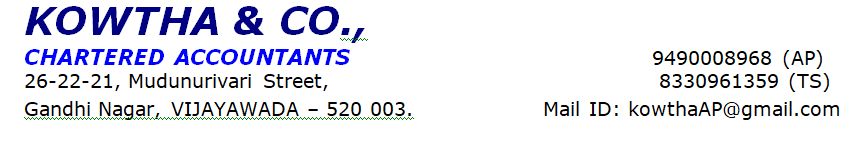 KOWTHA & CO.,
CHARTERED ACCOUNTANTS 9490008968 (AP)
26-22-21, Mudunurivari Street, 8330961359 (TS)
Gandhi Nagar, VIJAYAWADA – 520 003. Mail ID: kowthaAP@gmail.com